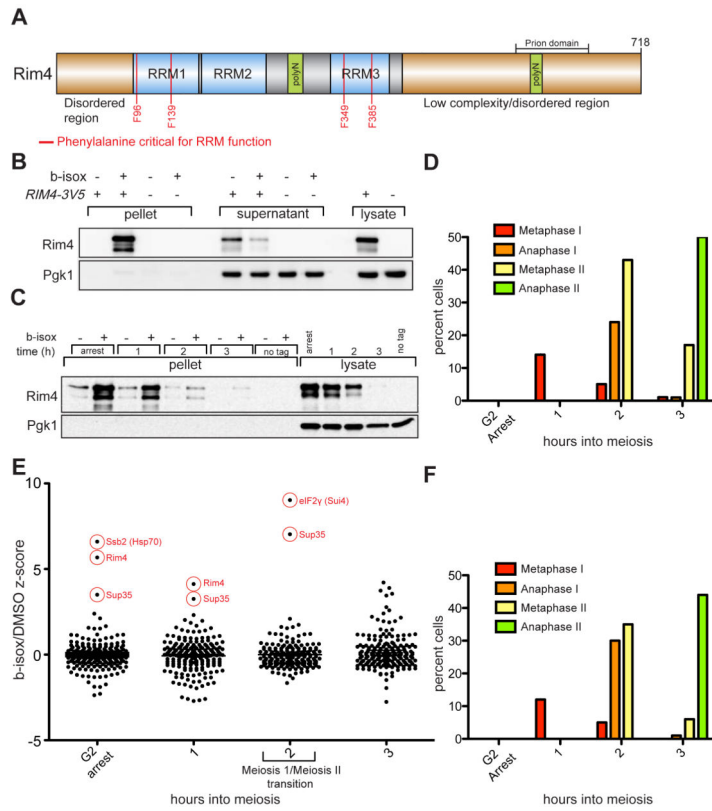 A
Prion domain
718
Rim4
RRM1
RRM2
polyN
RRM3
polyN
Disordered region
F96
F139
F349
F385
Low complexity/disordered region
Phenylalanine critical for RRM function
B
b-isox - + - + - + - +
RIM4-3V5 + + - - + + - - + -
pellet supernatant lysate
Rim4
Pgk1
C
b-isox - + - + - + - + - +
time (h) arrest 1 2 3 no tag arrest 1 2 3 no tag
pellet lysate
Rim4
Pgk1
D
Metaphase I
Anaphase I
Metaphase II
Anaphase II
percent cells
50
40
30
20
10
0
G2 Arrest
1
2
3
hours into meiosis
E
b-isox/DMSO z-score
10
5
0
-5
Ssb2 (Hsp70)
Rim4
Sup35
Rim4
Sup35
eIF2γ (Sui4)
Sup35
G2 arrest
1
2
3
Meiosis 1/Meiosis II
transition
hours into meiosis
F
Metaphase I
Anaphase I
Metaphase II
Anaphase II
percent cells
50
40
30
20
10
0
G2 Arrest
1
2
3
hours into meiosis